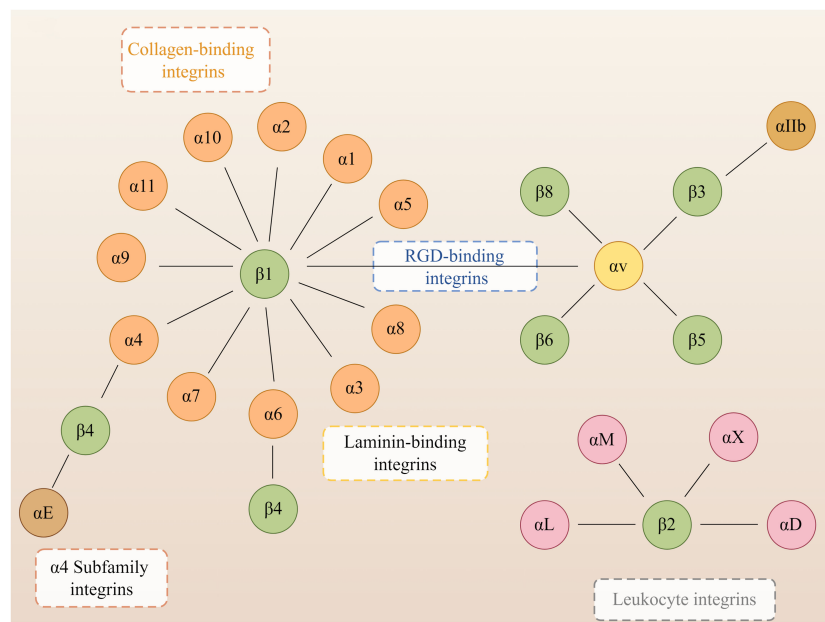 Collagen-binding
integrins
α10
α2
α1
α11
α5
α9
β1
α4
α8
α7
α6
α3
β4
β4
αE
α4 Subfamily
integrins
Laminin-binding
integrins
RGD-binding
integrins
αIIb
β8
β3
αv
β6
β5
αM
αX
αL
β2
αD
Leukocyte integrins